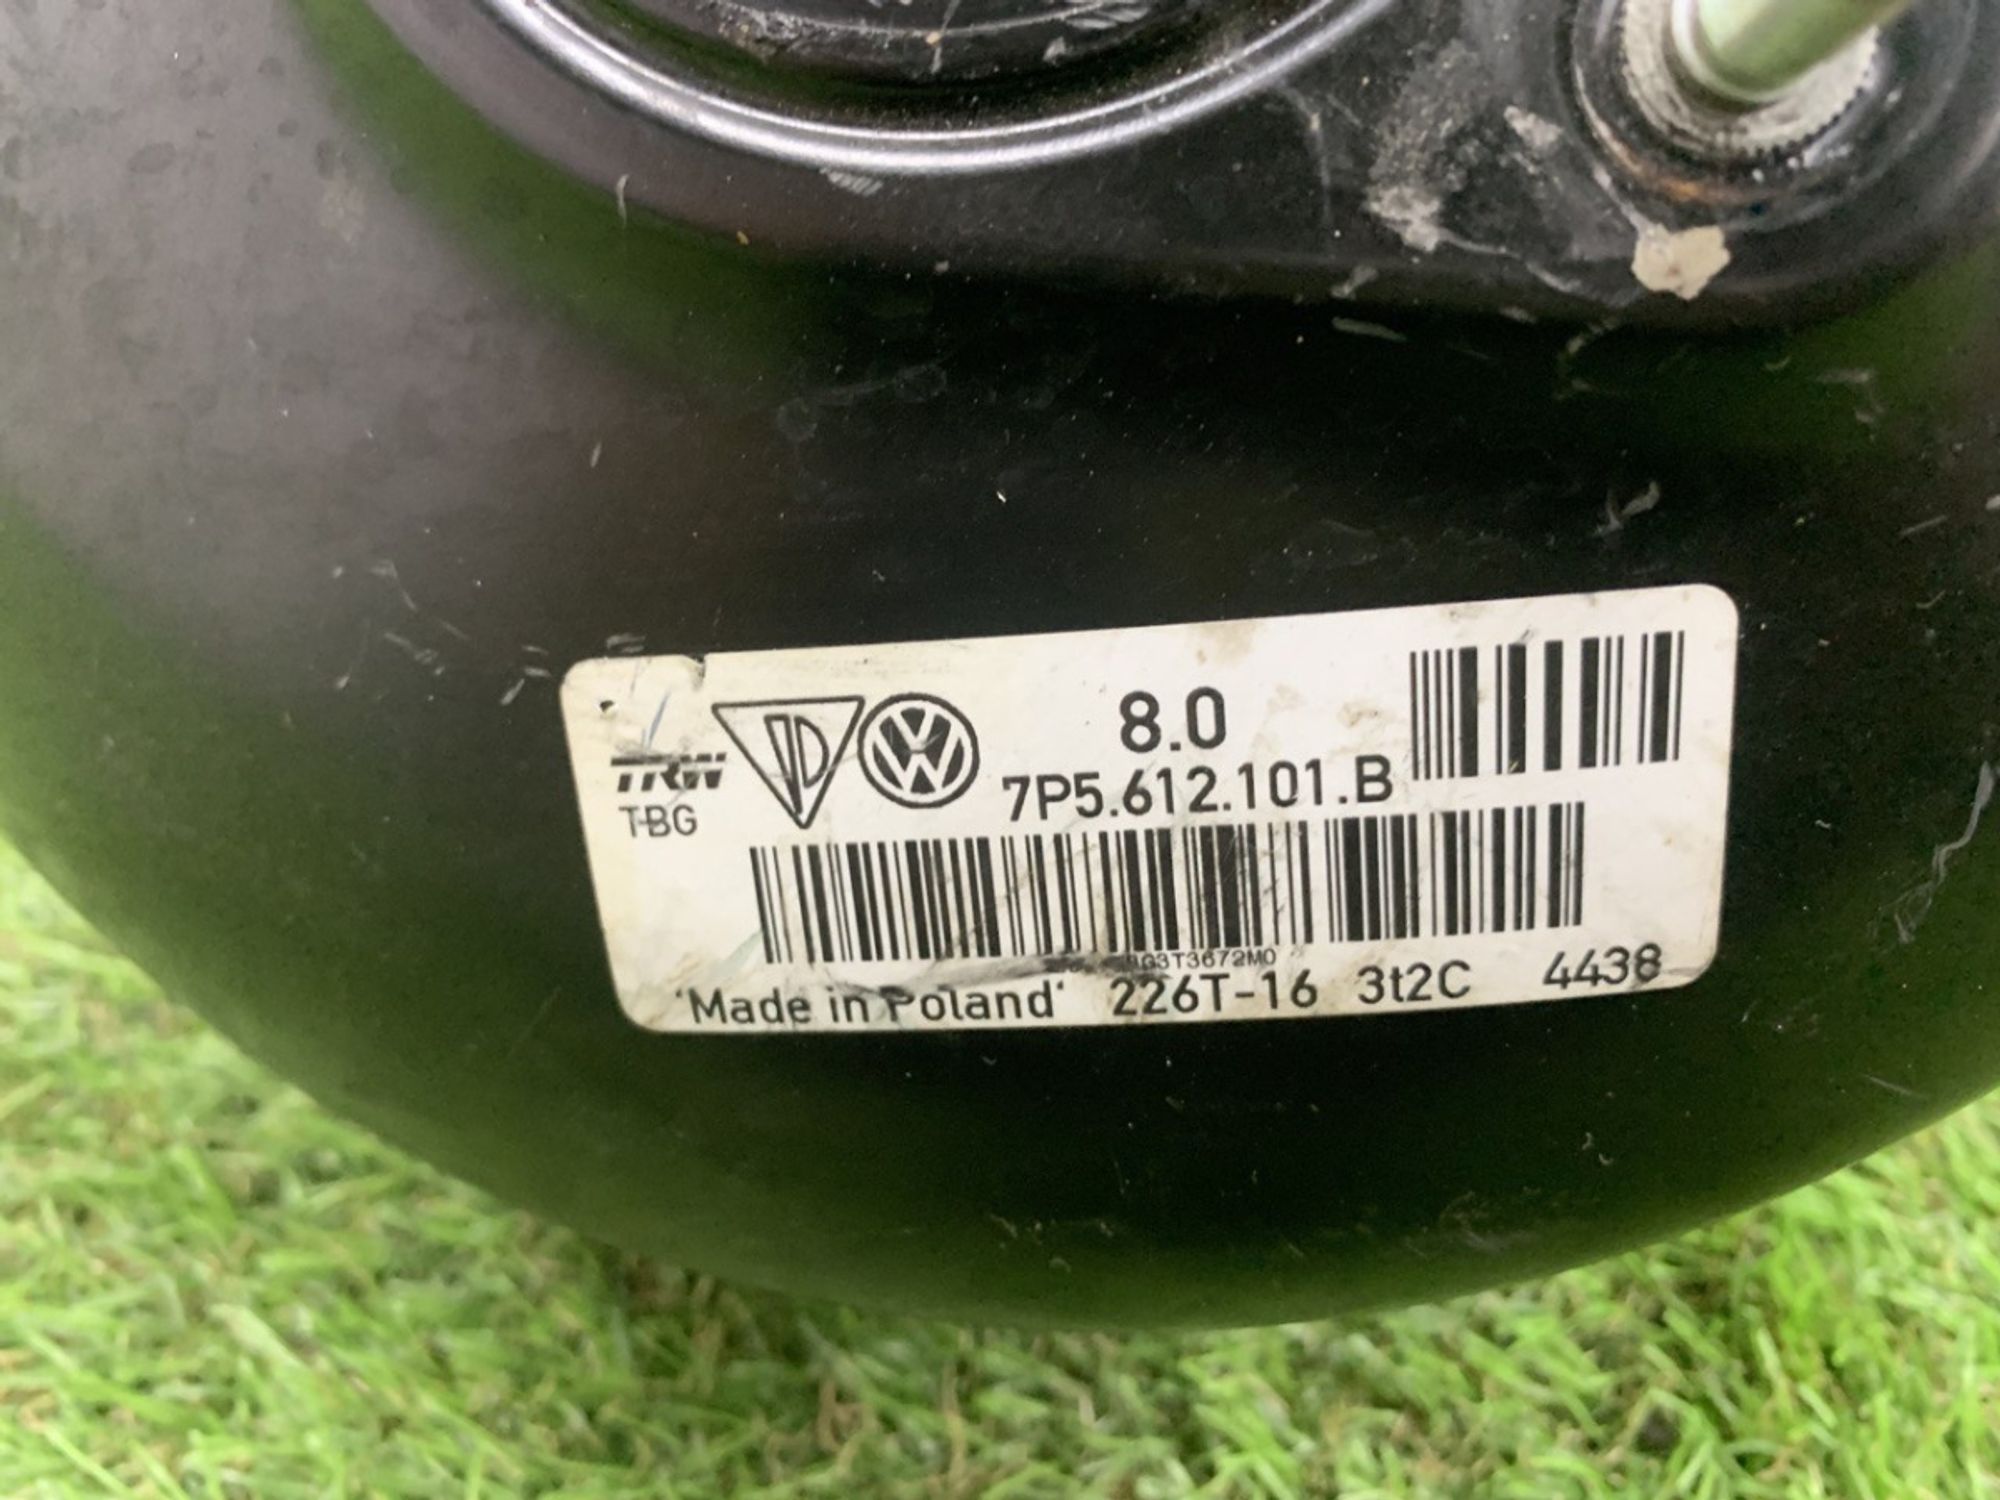 8.0
TRW
7P5.612.101.B
TBG
'Made in Poland' 226T-16 3t2C 4438